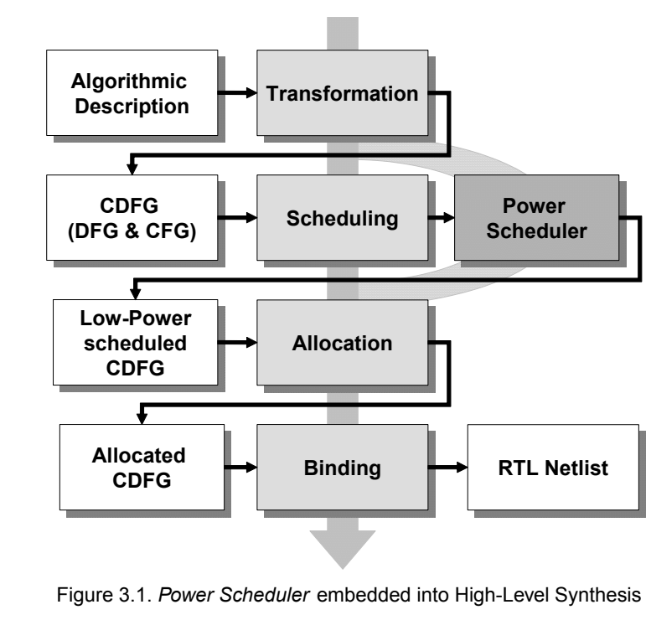 Algorithmic
Description
Transformation
CDFG
(DFG & CFG)
Scheduling
Power
Scheduler
Low-Power
scheduled
CDFG
Allocation
Allocated
CDFG
Binding
RTL Netlist
Figure 3.1. Power Scheduler embedded into High-Level Synthesis